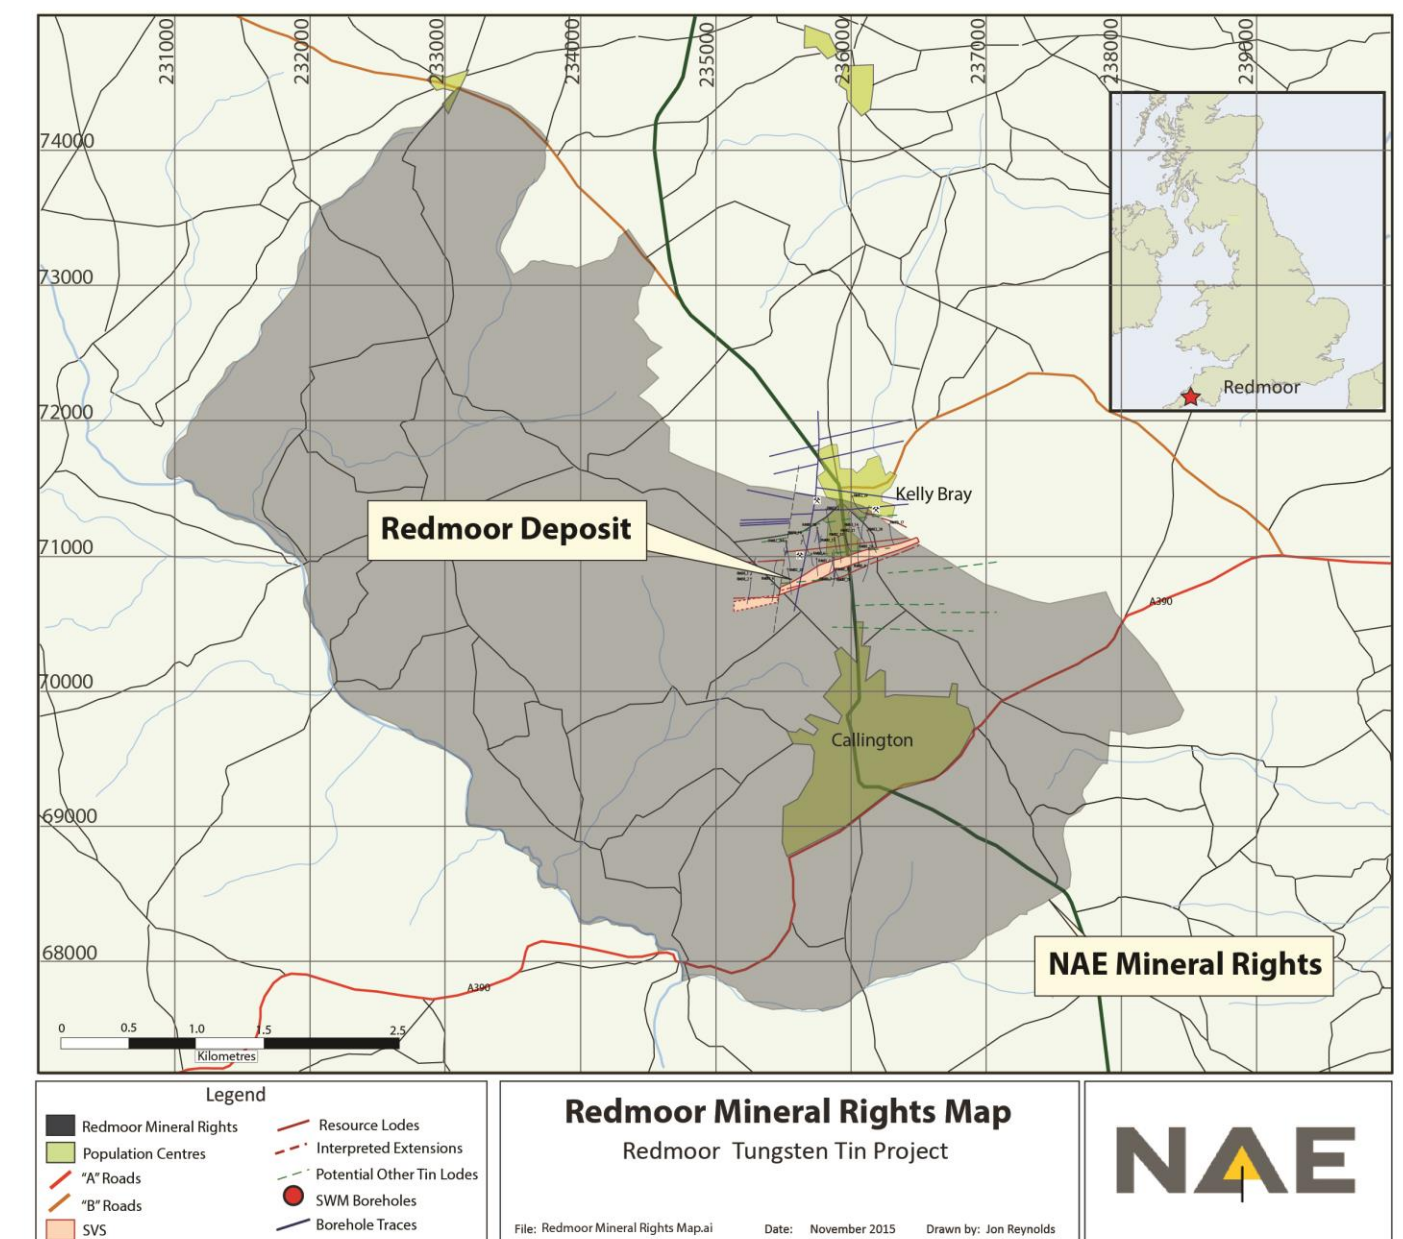 231000
232000
233000
234000
235000
236000
237000
238000
239000
74000
73000
72000
71000
70000
69000
68000
Redmoor
Kelly Bray
Redmoor Deposit
A390
Callington
NAE Mineral Rights
A390
0 0.5 1.0 1.5 2.5
Kilometres
Legend
Redmoor Mineral Rights
Population Centres
"A" Roads
"B" Roads
SVS
Resource Lodes
Interpreted Extensions
Potential Other Tin Lodes
SWM Boreholes
Borehole Traces
Redmoor Mineral Rights Map
Redmoor Tungsten Tin Project
File: Redmoor Mineral Rights Map.ai Date: November 2015 Drawn by: Jon Reynolds
NAE